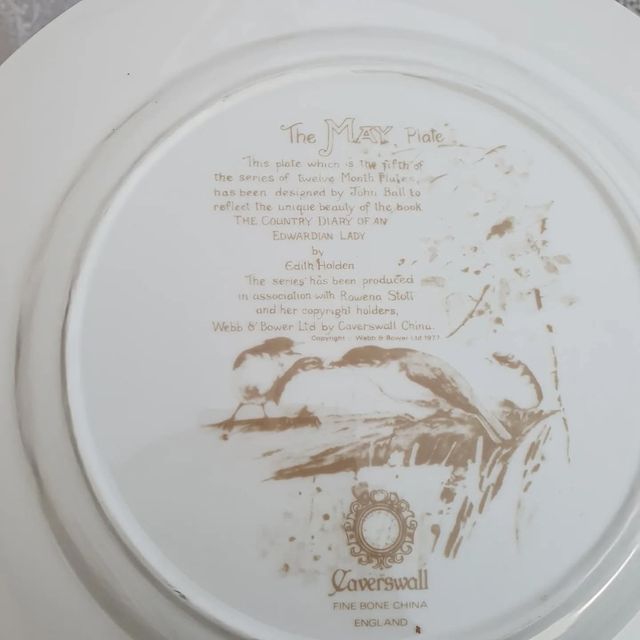 The MAY Plate
This plate which is the fifth of
the series of twelve Month Plates
has been designed by John Ball to
reflect the unique beauty of the book
THE COUNTRY DIARY OF AN
EDWARDIAN LADY
by
Edith Holden
The series has been produced
in association with Rowena Stott
and her copyright holders,
Webb & Bower Ltd by Caverswall China.
Copyright - Webb & Bower Ltd 1977
Caverswall
FINE BONE CHINA
ENGLAND